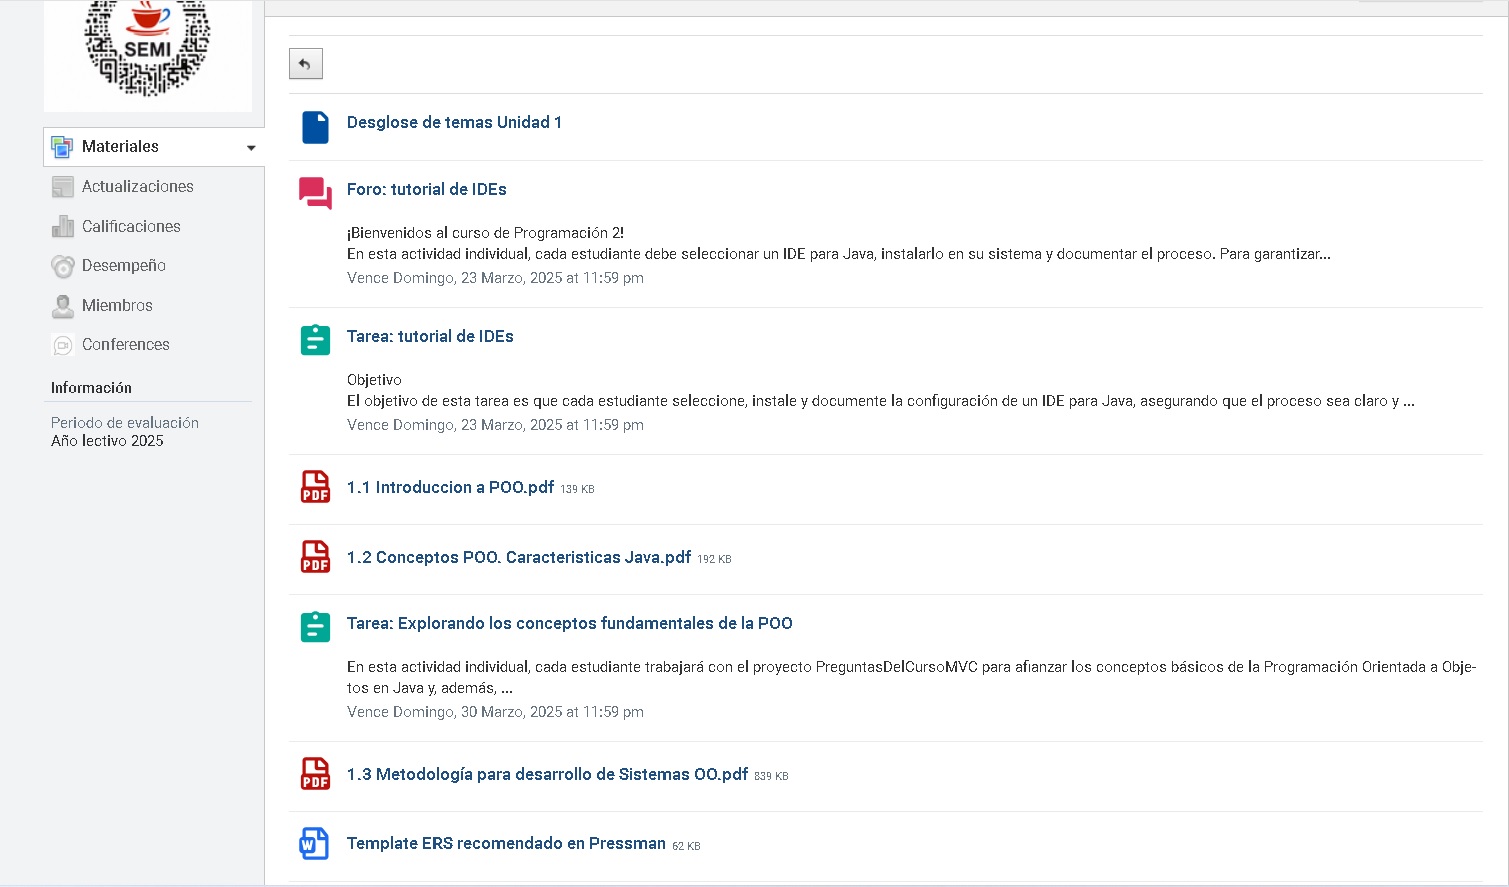 SEMI
Materiales
Actualizaciones
Calificaciones
Desempeño
Miembros
Conferences
Información
Periodo de evaluación
Año lectivo 2025
Desglose de temas Unidad 1
Foro: tutorial de IDEs
¡Bienvenidos al curso de Programación 2!
En esta actividad individual, cada estudiante debe seleccionar un IDE para Java, instalarlo en su sistema y documentar el proceso. Para garantizar...
Vence Domingo, 23 Marzo, 2025 at 11:59 pm
Tarea: tutorial de IDEs
Objetivo
El objetivo de esta tarea es que cada estudiante seleccione, instale y documente la configuración de un IDE para Java, asegurando que el proceso sea claro y ...
Vence Domingo, 23 Marzo, 2025 at 11:59 pm
PDF 1.1 Introduccion a POO.pdf 139 KB
PDF 1.2 Conceptos POO. Caracteristicas Java.pdf 192 KB
Tarea: Explorando los conceptos fundamentales de la POO
En esta actividad individual, cada estudiante trabajará con el proyecto PreguntasDelCursoMVC para afianzar los conceptos básicos de la Programación Orientada a Obje-
tos en Java y, además, ...
Vence Domingo, 30 Marzo, 2025 at 11:59 pm
PDF 1.3 Metodología para desarrollo de Sistemas OO.pdf 839 KB
W Template ERS recomendado en Pressman 62 KB